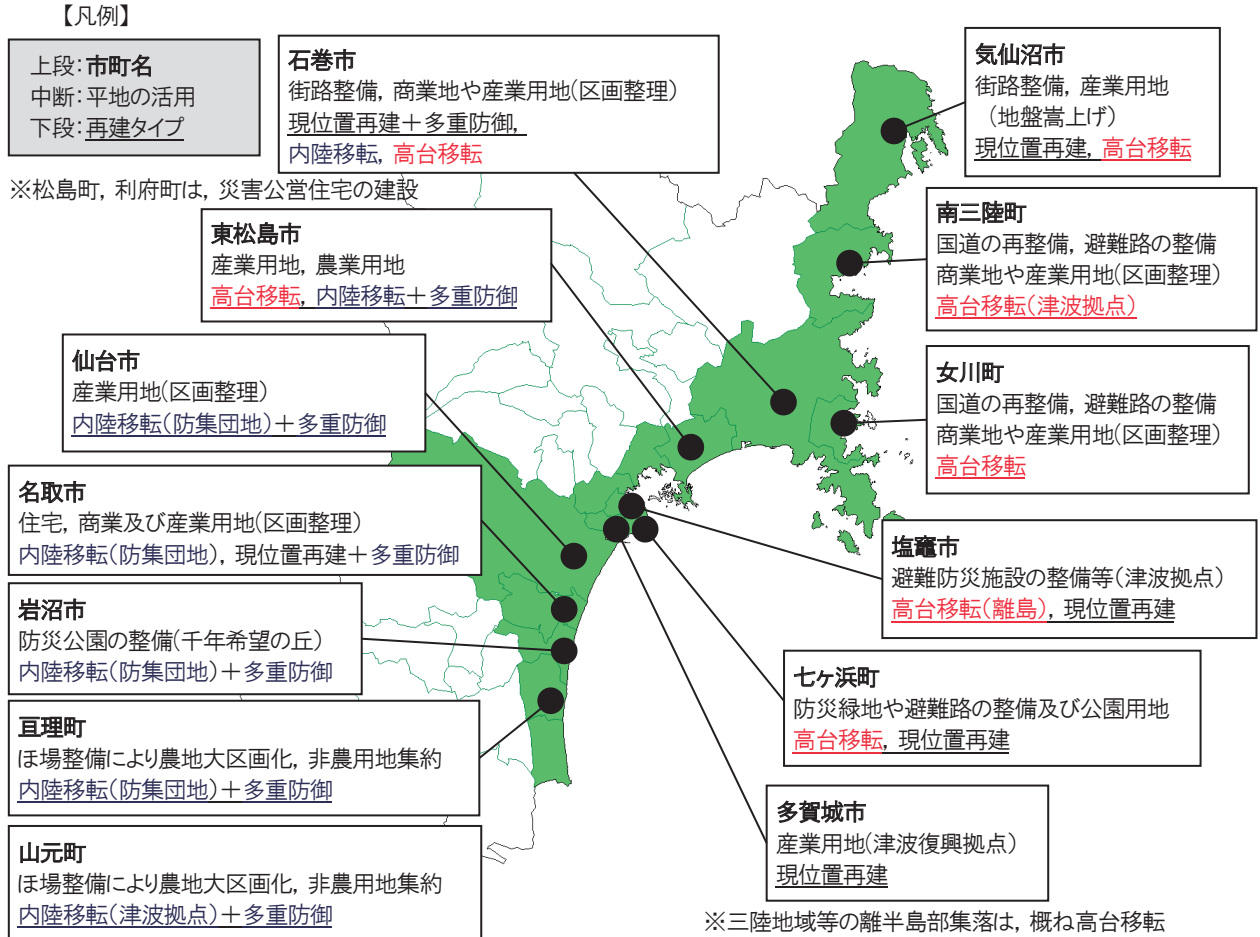 【凡例】
上段：市町名
中断：平地の活用
下段：再建タイプ
※松島町，利府町は，災害公営住宅の建設
石巻市
街路整備，商業地や産業用地(区画整理)
現位置再建＋多重防御，
内陸移転，高台移転
気仙沼市
街路整備，産業用地
（地盤嵩上げ）
現位置再建，高台移転
東松島市
産業用地，農業用地
高台移転，内陸移転＋多重防御
南三陸町
国道の再整備，避難路の整備
商業地や産業用地(区画整理)
高台移転(津波拠点)
仙台市
産業用地(区画整理)
内陸移転(防集団地)＋多重防御
女川町
国道の再整備，避難路の整備
商業地や産業用地(区画整理)
高台移転
名取市
住宅，商業及び産業用地(区画整理)
内陸移転(防集団地)，現位置再建＋多重防御
塩竈市
避難防災施設の整備等(津波拠点)
高台移転(離島)，現位置再建
岩沼市
防災公園の整備(千年希望の丘)
内陸移転(防集団地)＋多重防御
七ヶ浜町
防災緑地や避難路の整備及び公園用地
高台移転，現位置再建
亘理町
ほ場整備により農地大区画化，非農用地集約
内陸移転(防集団地)＋多重防御
多賀城市
産業用地(津波復興拠点)
現位置再建
山元町
ほ場整備により農地大区画化，非農用地集約
内陸移転(津波拠点)＋多重防御
※三陸地域等の離半島部集落は，概ね高台移転